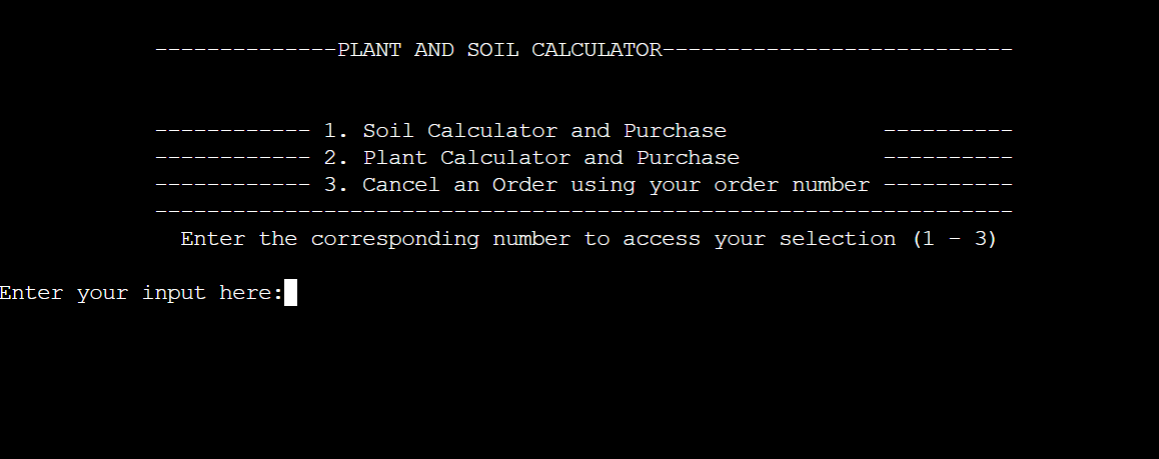 --------------PLANT AND SOIL CALCULATOR---------------------------
------------ 1. Soil Calculator and Purchase            ----------
------------ 2. Plant Calculator and Purchase           ----------
------------ 3. Cancel an Order using your order number ----------
------------------------------------------------------------------
Enter the corresponding number to access your selection (1 - 3)
Enter your input here: